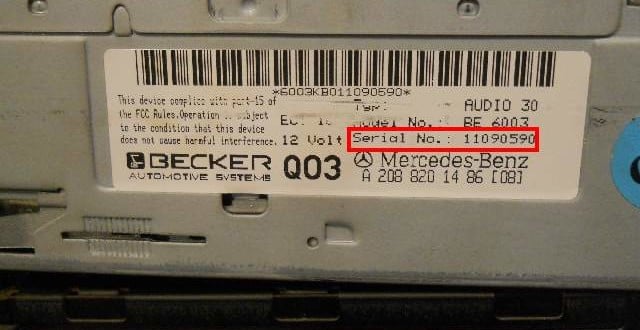 *6003KB011090590*
This device complies with part-15 of
the FCC Rules.Operation is subject
to the condition that this device
does not cause harmful interference.
12 Volt
Type: AUDIO 30
Model No.: BE 6003
Serial No.: 11090590
BECKER
AUTOMOTIVE SYSTEMS
Q03
Mercedes-Benz
A 208 820 14 86 [08]